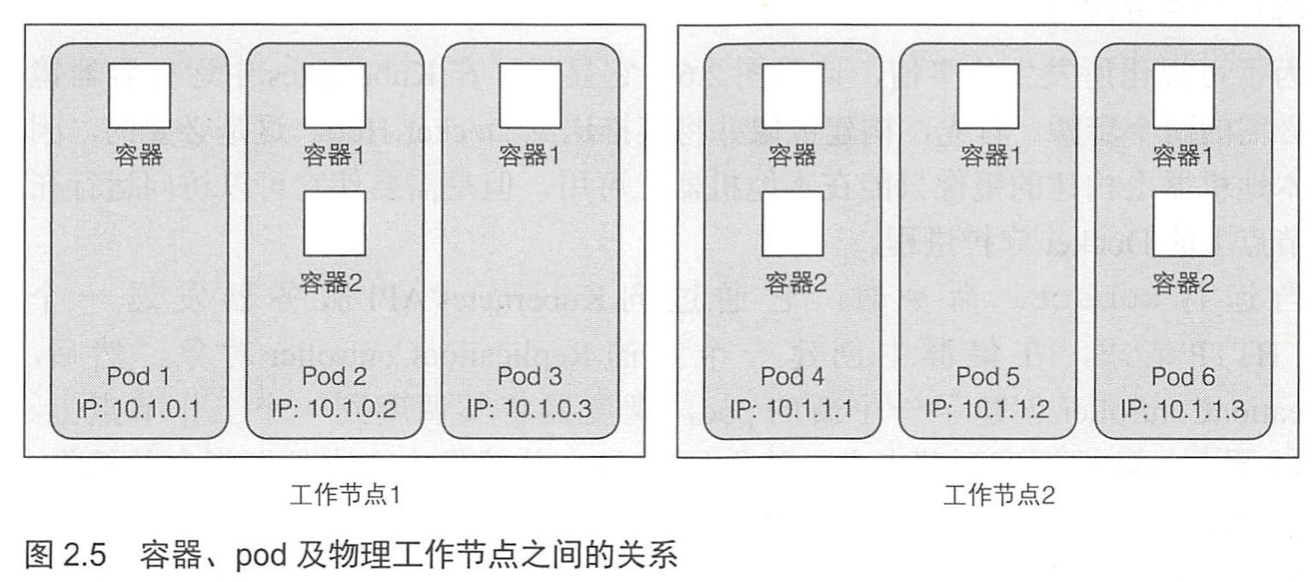 容器 容器1 容器1 容器 容器1 容器1
容器2 容器2 容器2
Pod 1 Pod 2 Pod 3 Pod 4 Pod 5 Pod 6
IP: 10.1.0.1 IP: 10.1.0.2 IP: 10.1.0.3 IP: 10.1.1.1 IP: 10.1.1.2 IP: 10.1.1.3
工作节点1 工作节点2
图 2.5 容器、pod 及物理工作节点之间的关系